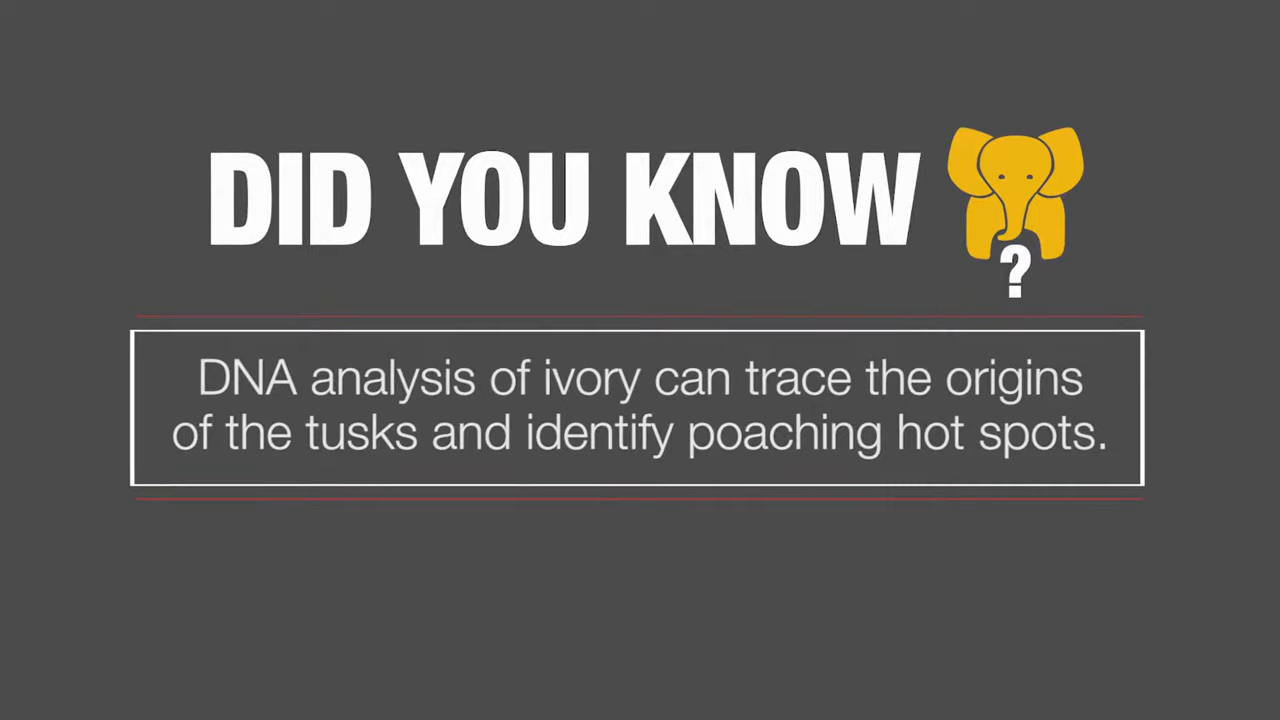 DID YOU KNOW
?
DNA analysis of ivory can trace the origins
of the tusks and identify poaching hot spots.